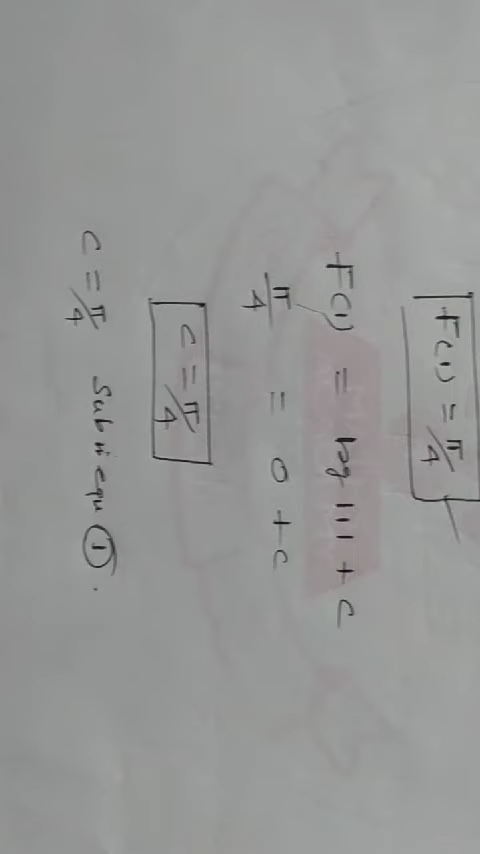 F(1) = π/4
F(1) = log |1| + c
π/4 = 0 + c
c = π/4
c = π/4 sub in equ ①.